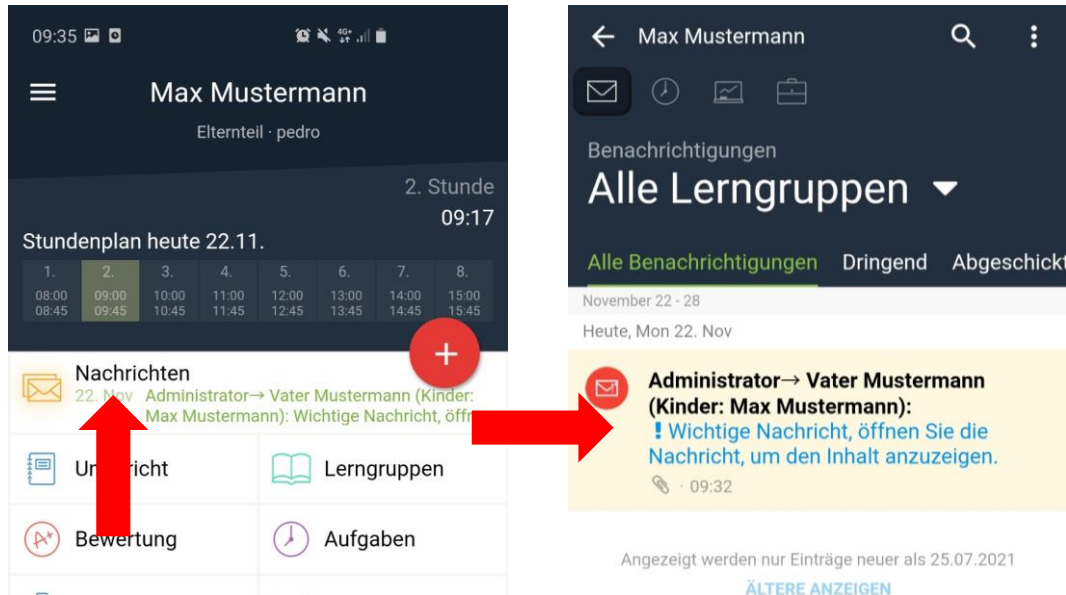 09:35
4G+
Max Mustermann
Elternteil · pedro
2. Stunde
09:17
Stundenplan heute 22.11.
1. 2. 3. 4. 5. 6. 7. 8.
08:00 09:00 10:00 11:00 12:00 13:00 14:00 15:00
08:45 09:45 10:45 11:45 12:45 13:45 14:45 15:45
+
Nachrichten
22. Nov Administrator→ Vater Mustermann (Kinder:
Max Mustermann): Wichtige Nachricht, öffn
Lerngruppen
A+ Bewertung
Aufgaben
Max Mustermann
Benachrichtigungen
Alle Lerngruppen
Alle Benachrichtigungen Dringend Abgeschickt
November 22 - 28
Heute, Mon 22. Nov
Administrator→ Vater Mustermann
(Kinder: Max Mustermann):
! Wichtige Nachricht, öffnen Sie die
Nachricht, um den Inhalt anzuzeigen.
· 09:32
Angezeigt werden nur Einträge neuer als 25.07.2021
ÄLTERE ANZEIGEN